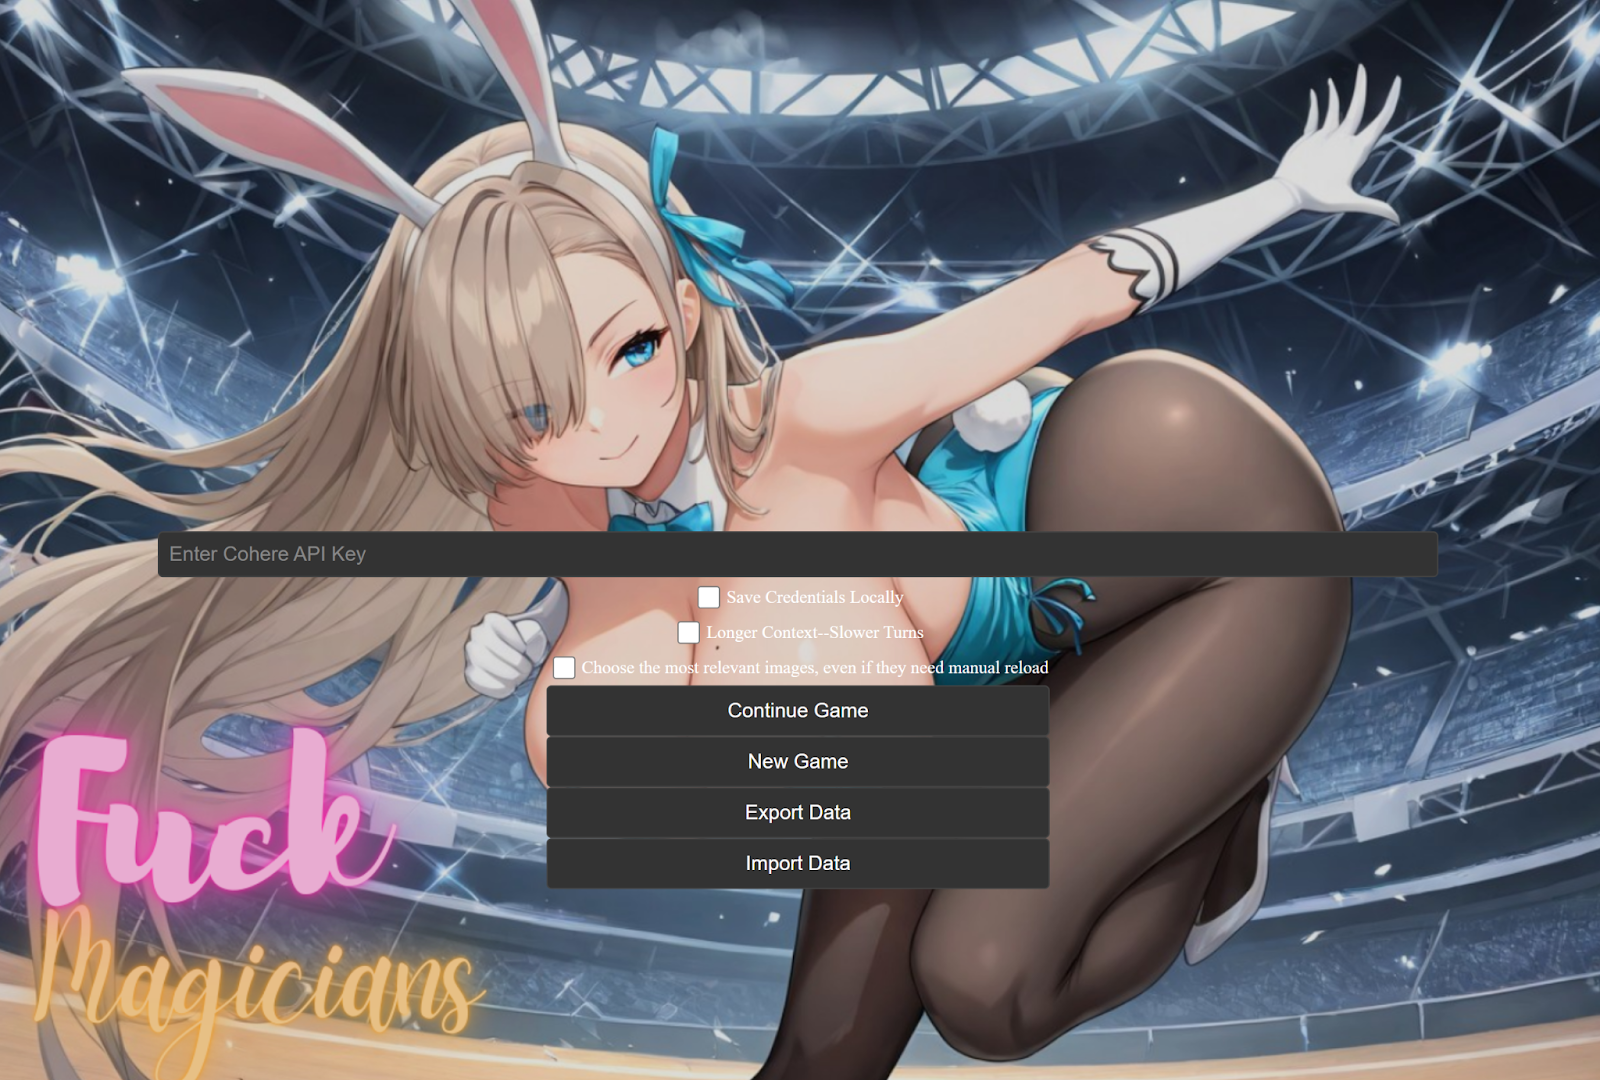 Enter Cohere API Key
Save Credentials Locally
Longer Context--Slower Turns
Choose the most relevant images, even if they need manual reload
Continue Game
New Game
Export Data
Import Data
Fuck
Magicians